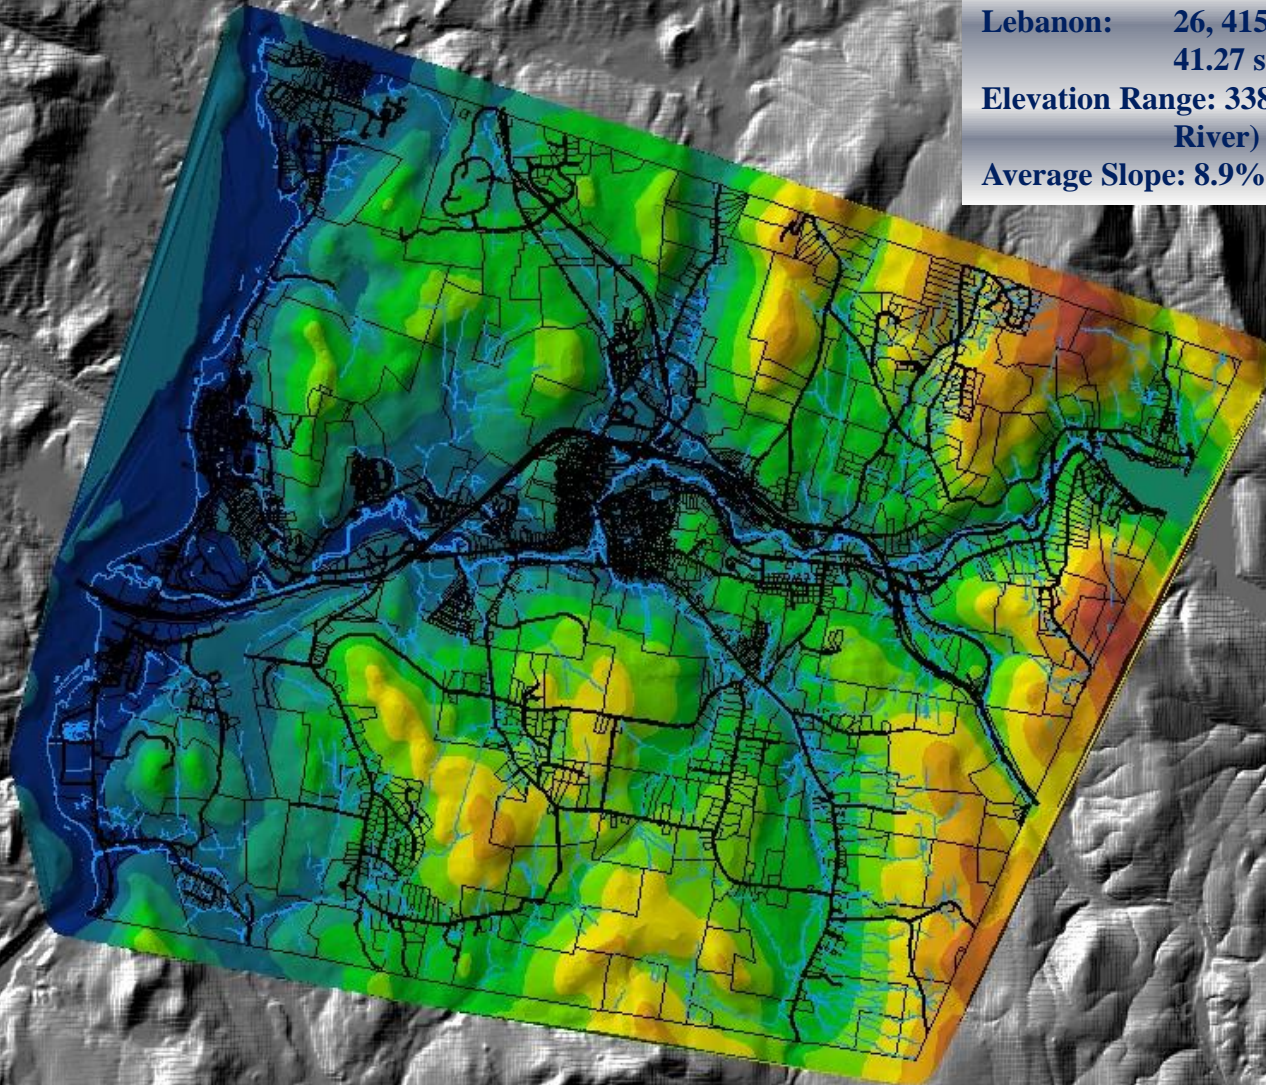 Lebanon: 26, 415
41.27 s
Elevation Range: 338
River)
Average Slope: 8.9%